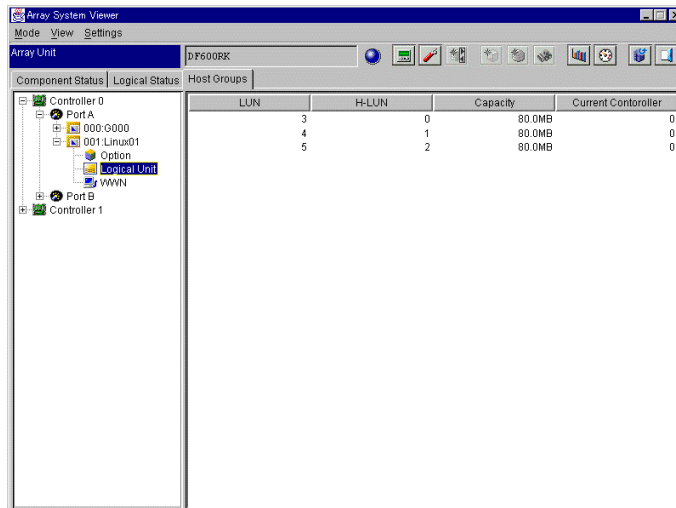 Array System Viewer
Mode View Settings
Array Unit
DF600RK
Component Status Logical Status Host Groups
Controller 0
Port A
000:G000
001:Linux01
Option
Logical Unit
WWN
Port B
Controller 1
LUN H-LUN Capacity Current Contoroller
3 0 80.0MB 0
4 1 80.0MB 0
5 2 80.0MB 0